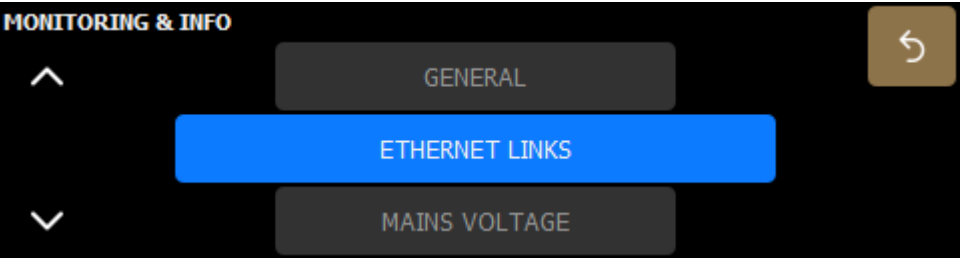 MONITORING & INFO
GENERAL
ETHERNET LINKS
MAINS VOLTAGE